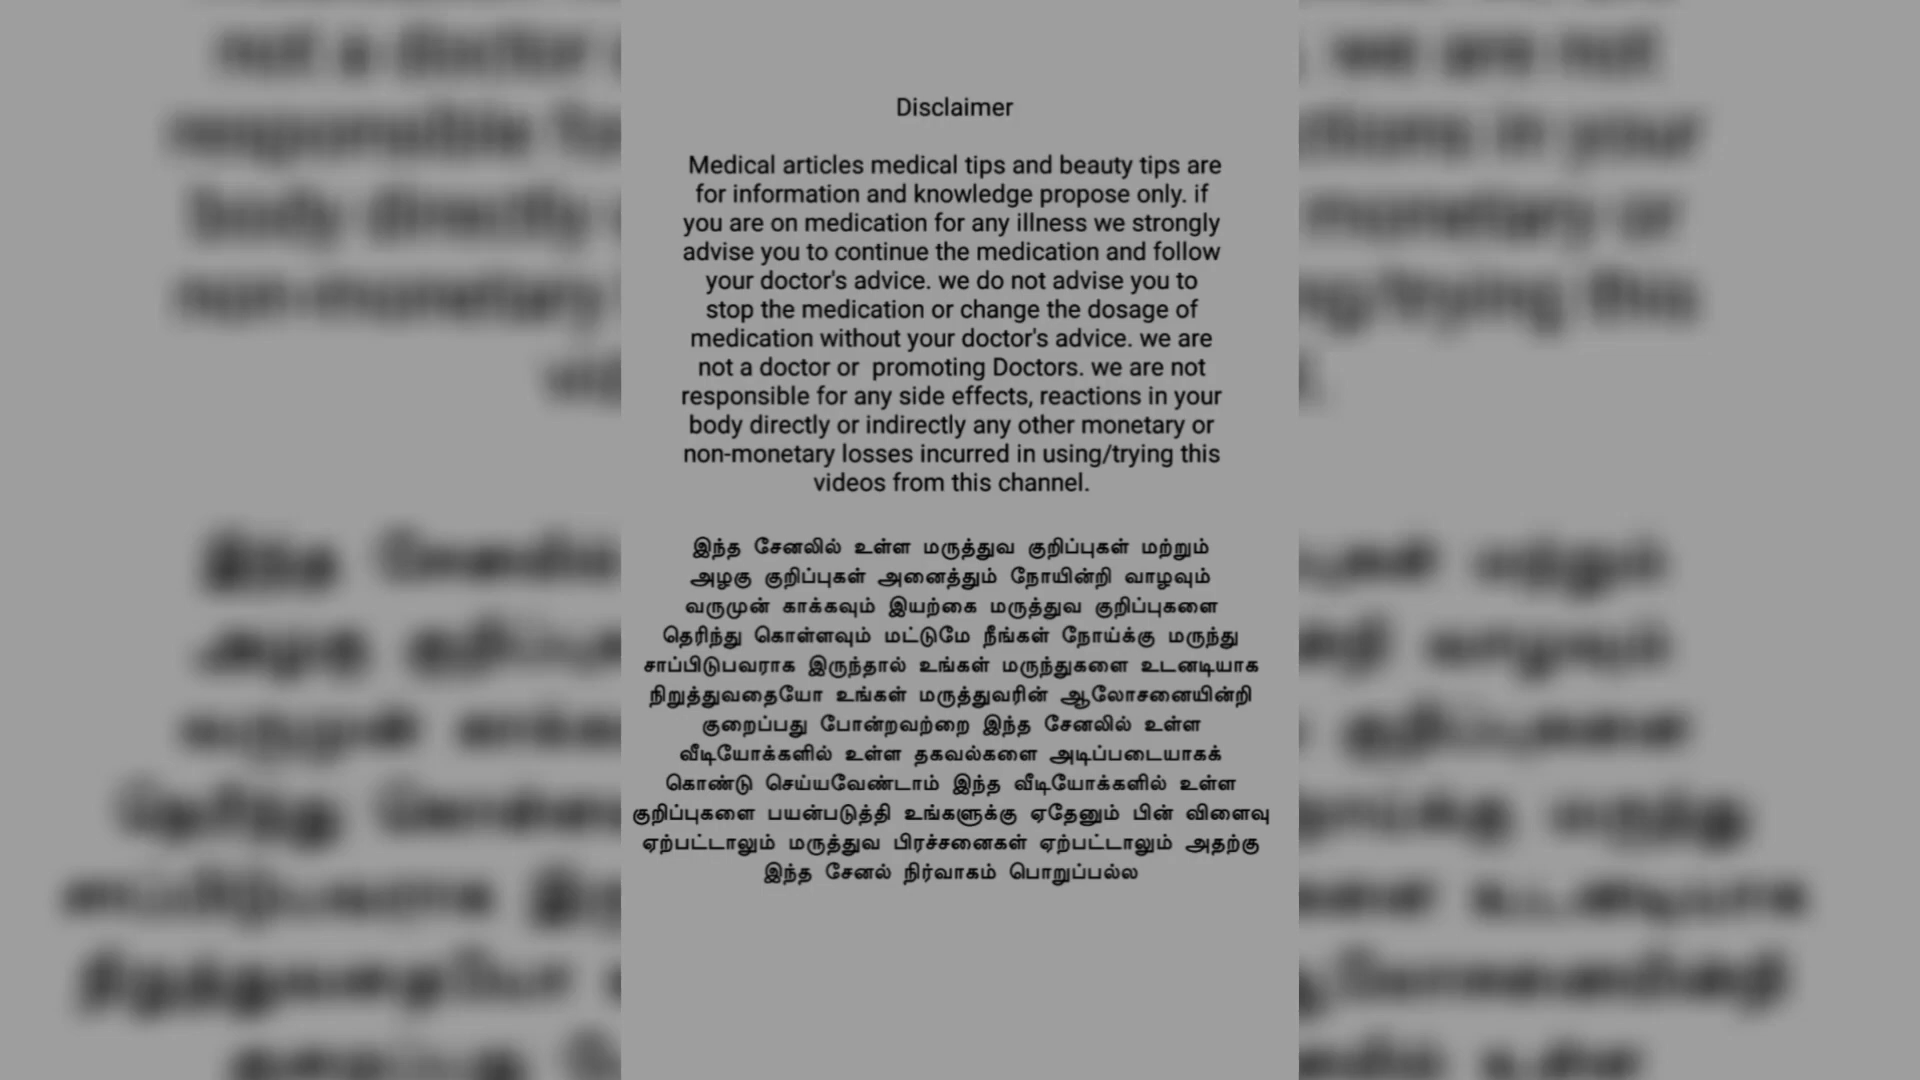 Disclaimer
Medical articles medical tips and beauty tips are
for information and knowledge propose only. if
you are on medication for any illness we strongly
advise you to continue the medication and follow
your doctor's advice. we do not advise you to
stop the medication or change the dosage of
medication without your doctor's advice. we are
not a doctor or  promoting Doctors. we are not
responsible for any side effects, reactions in your
body directly or indirectly any other monetary or
non-monetary losses incurred in using/trying this
videos from this channel.
இந்த சேனலில் உள்ள மருத்துவ குறிப்புகள் மற்றும்
அழகு குறிப்புகள் அனைத்தும் நோயின்றி வாழவும்
வருமுன் காக்கவும் இயற்கை மருத்துவ குறிப்புகளை
தெரிந்து கொள்ளவும் மட்டுமே நீங்கள் நோய்க்கு மருந்து
சாப்பிடுபவராக இருந்தால் உங்கள் மருந்துகளை உடனடியாக
நிறுத்துவதையோ உங்கள் மருத்துவரின் ஆலோசனையின்றி
குறைப்பது போன்றவற்றை இந்த சேனலில் உள்ள
வீடியோக்களில் உள்ள தகவல்களை அடிப்படையாகக்
கொண்டு செய்யவேண்டாம் இந்த வீடியோக்களில் உள்ள
குறிப்புகளை பயன்படுத்தி உங்களுக்கு ஏதேனும் பின் விளைவு
ஏற்பட்டாலும் மருத்துவ பிரச்சனைகள் ஏற்பட்டாலும் அதற்கு
இந்த சேனல் நிர்வாகம் பொறுப்பல்ல